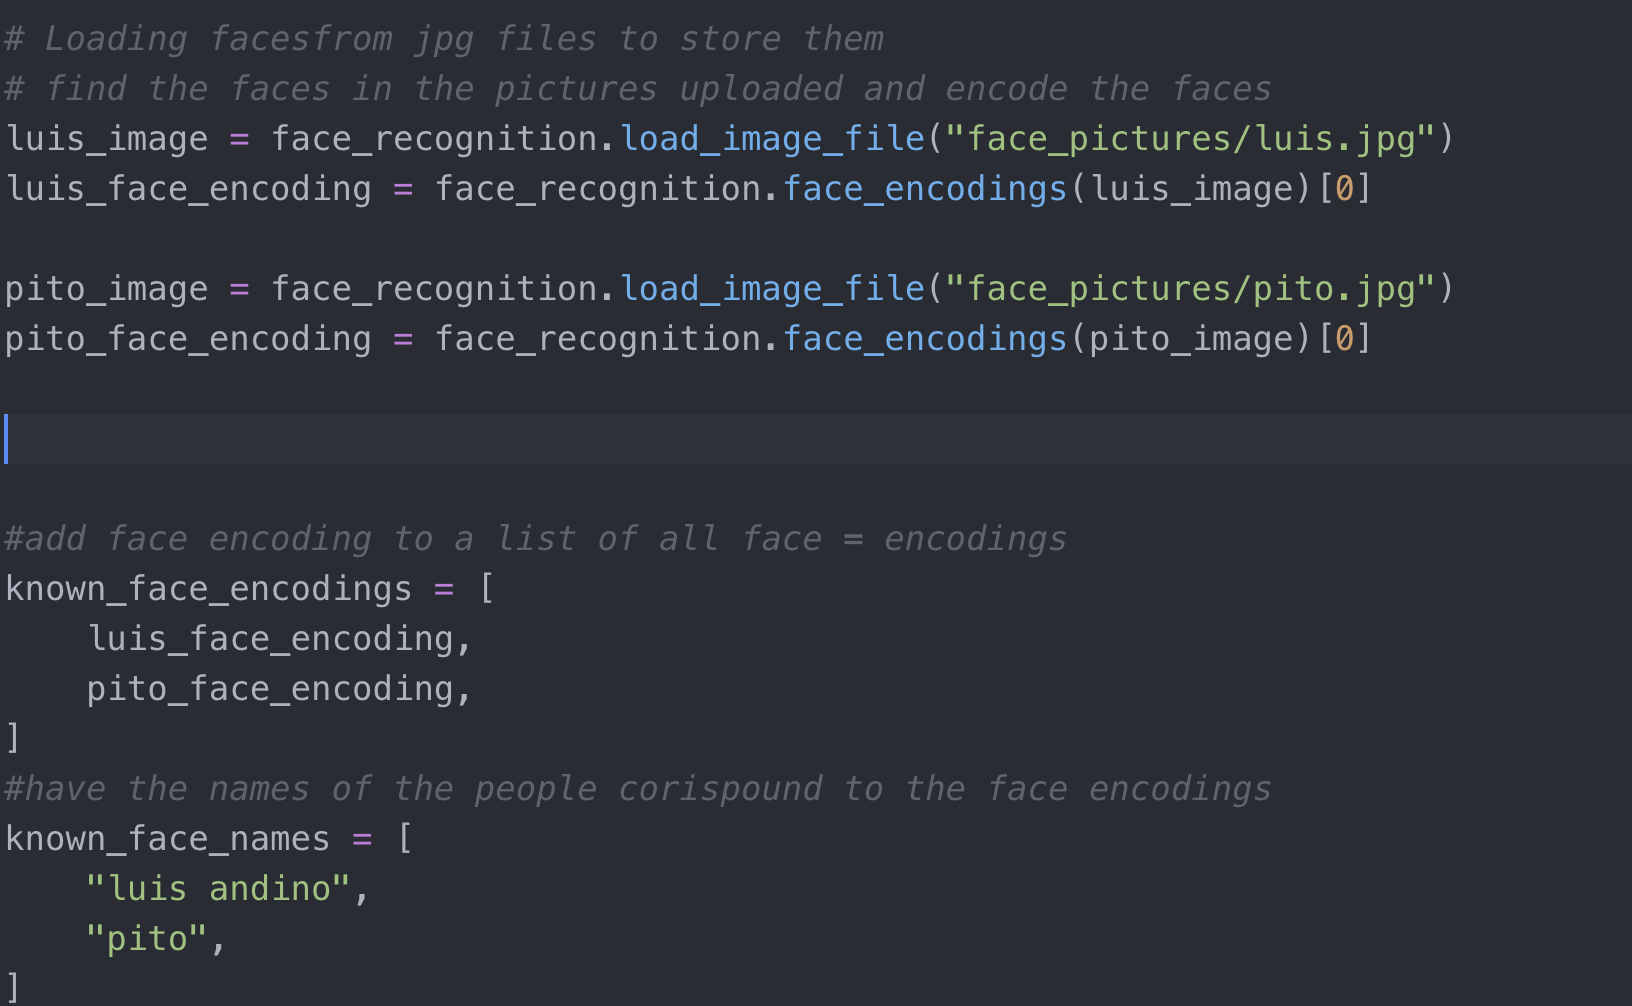 # Loading facesfrom jpg files to store them
# find the faces in the pictures uploaded and encode the faces
luis_image = face_recognition.load_image_file("face_pictures/luis.jpg")
luis_face_encoding = face_recognition.face_encodings(luis_image)[0]
pito_image = face_recognition.load_image_file("face_pictures/pito.jpg")
pito_face_encoding = face_recognition.face_encodings(pito_image)[0]
#add face encoding to a list of all face = encodings
known_face_encodings = [
    luis_face_encoding,
    pito_face_encoding,
]
#have the names of the people corispound to the face encodings
known_face_names = [
    "luis andino",
    "pito",
]